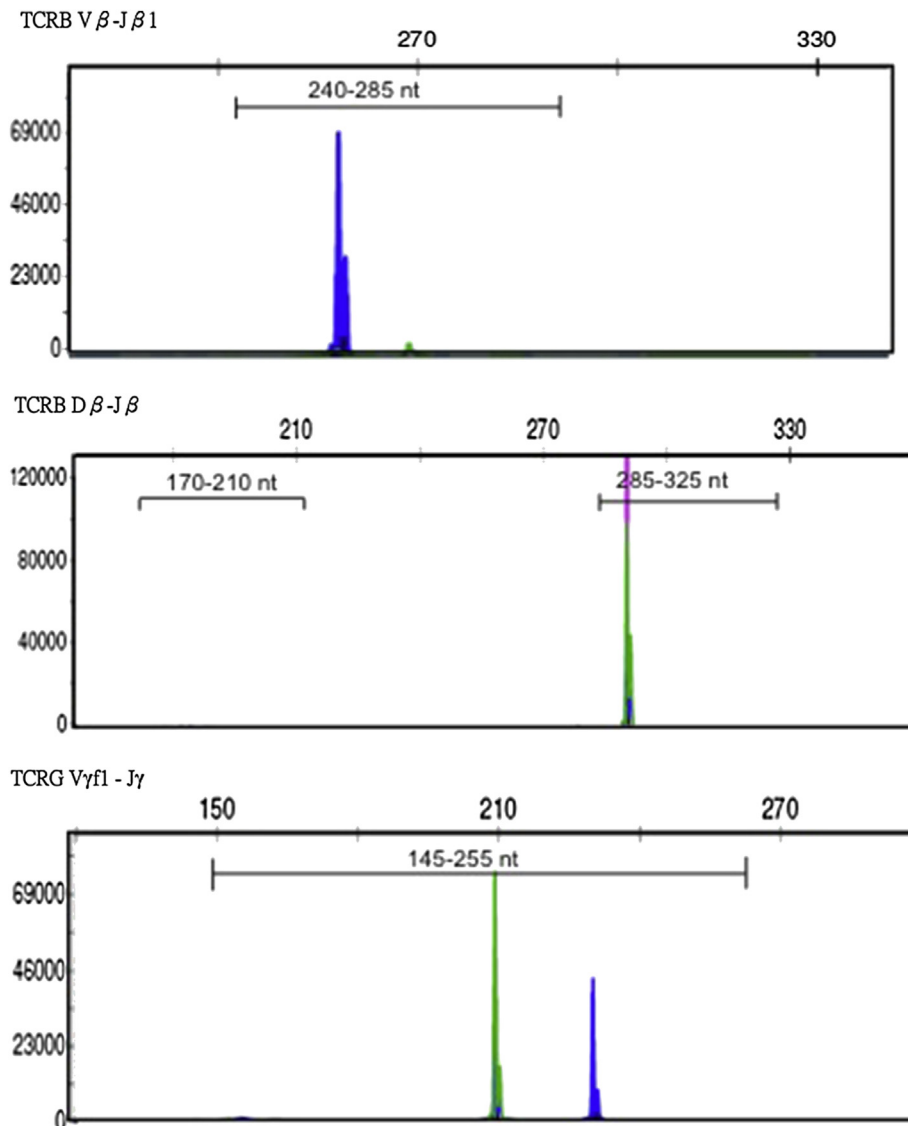 TCRB Vβ-Jβ1
270 330
240-285 nt
69000
46000
23000
0
TCRB Dβ-Jβ
210 270 330
170-210 nt 285-325 nt
120000
80000
40000
0
TCRG Vγf1 - Jγ
150 210 270
145-255 nt
69000
46000
23000
0